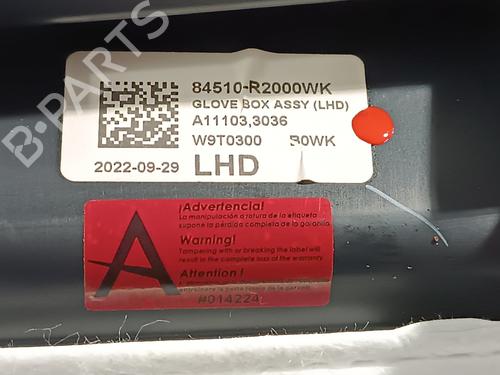 84510-R2000WK
GLOVE BOX ASSY (LHD)
A11103,3036
W9T0300 30WK
2022-09-29 LHD
B-PARTS
¡Advertencia!
La manipulación o rotura de la etiqueta
supone la pérdida completa de la garantía.
Warning!
Tampering with or breaking the label will
result in the complete loss of the warranty.
Attention !
#014224
A